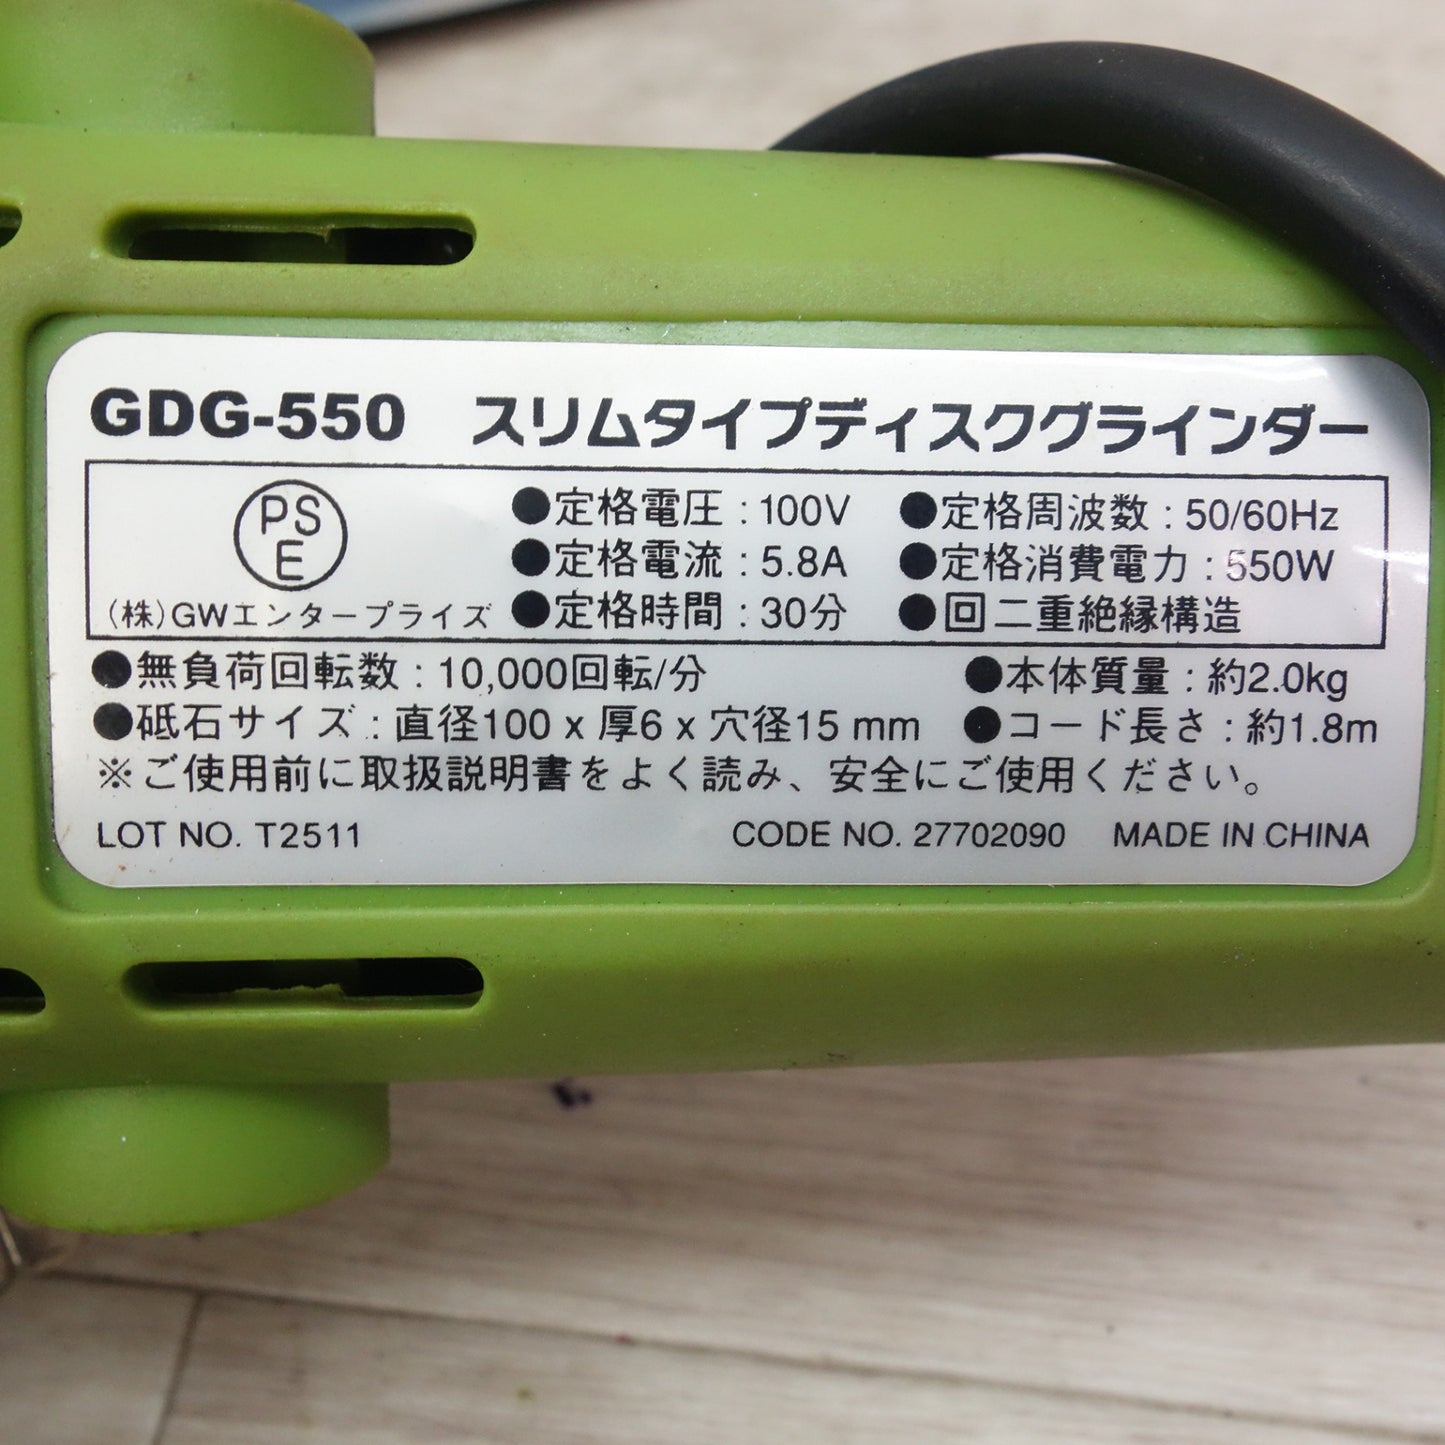 GDG-550 スリムタイプディスクグラインダー
PS
E
(株)GWエンタープライズ
●定格電圧 : 100V ●定格周波数 : 50/60Hz
●定格電流 : 5.8A ●定格消費電力 : 550W
●定格時間 : 30分 ●回二重絶縁構造
●無負荷回転数 : 10,000回転/分 ●本体質量 : 約2.0kg
●砥石サイズ : 直径100 x 厚6 x 穴径15 mm ●コード長さ : 約1.8m
※ご使用前に取扱説明書をよく読み、安全にご使用ください。
LOT NO. T2511 CODE NO. 27702090 MADE IN CHINA